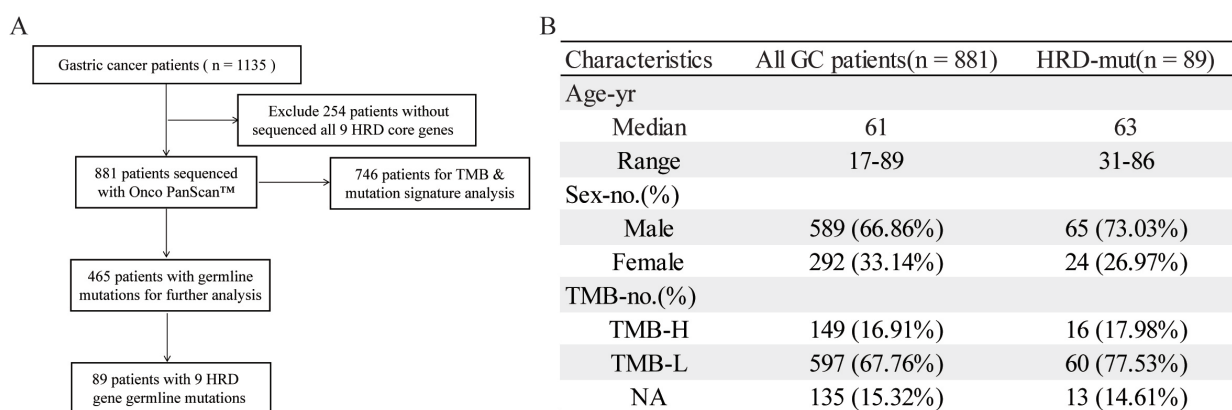 A
Gastric cancer patients ( n = 1135 )
Exclude 254 patients without
sequenced all 9 HRD core genes
881 patients sequenced
with Onco PanScan™
746 patients for TMB &
mutation signature analysis
465 patients with germline
mutations for further analysis
89 patients with 9 HRD
gene germline mutations
B
Characteristics All GC patients(n = 881) HRD-mut(n = 89)
Age-yr
Median 61 63
Range 17-89 31-86
Sex-no.(%)
Male 589 (66.86%) 65 (73.03%)
Female 292 (33.14%) 24 (26.97%)
TMB-no.(%)
TMB-H 149 (16.91%) 16 (17.98%)
TMB-L 597 (67.76%) 60 (77.53%)
NA 135 (15.32%) 13 (14.61%)